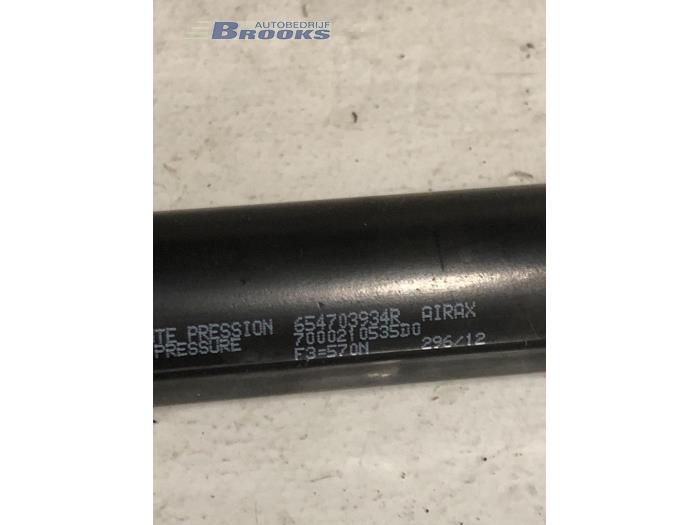 AUTOBEDRIJF
BROOKS
TE PRESSION 654703934R AIRAX
PRESSURE 7000210535D0
F3=570N 296/12